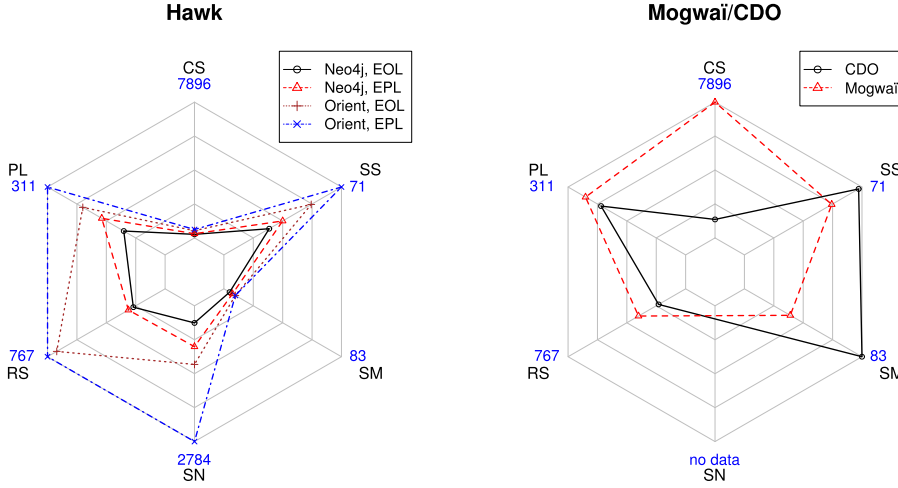 Hawk
CS
7896
Neo4j, EOL
Neo4j, EPL
Orient, EOL
Orient, EPL
PL
311
SS
71
767
RS
83
SM
2784
SN
Mogwaï/CDO
CS
7896
CDO
Mogwaï
PL
311
SS
71
767
RS
83
SM
no data
SN